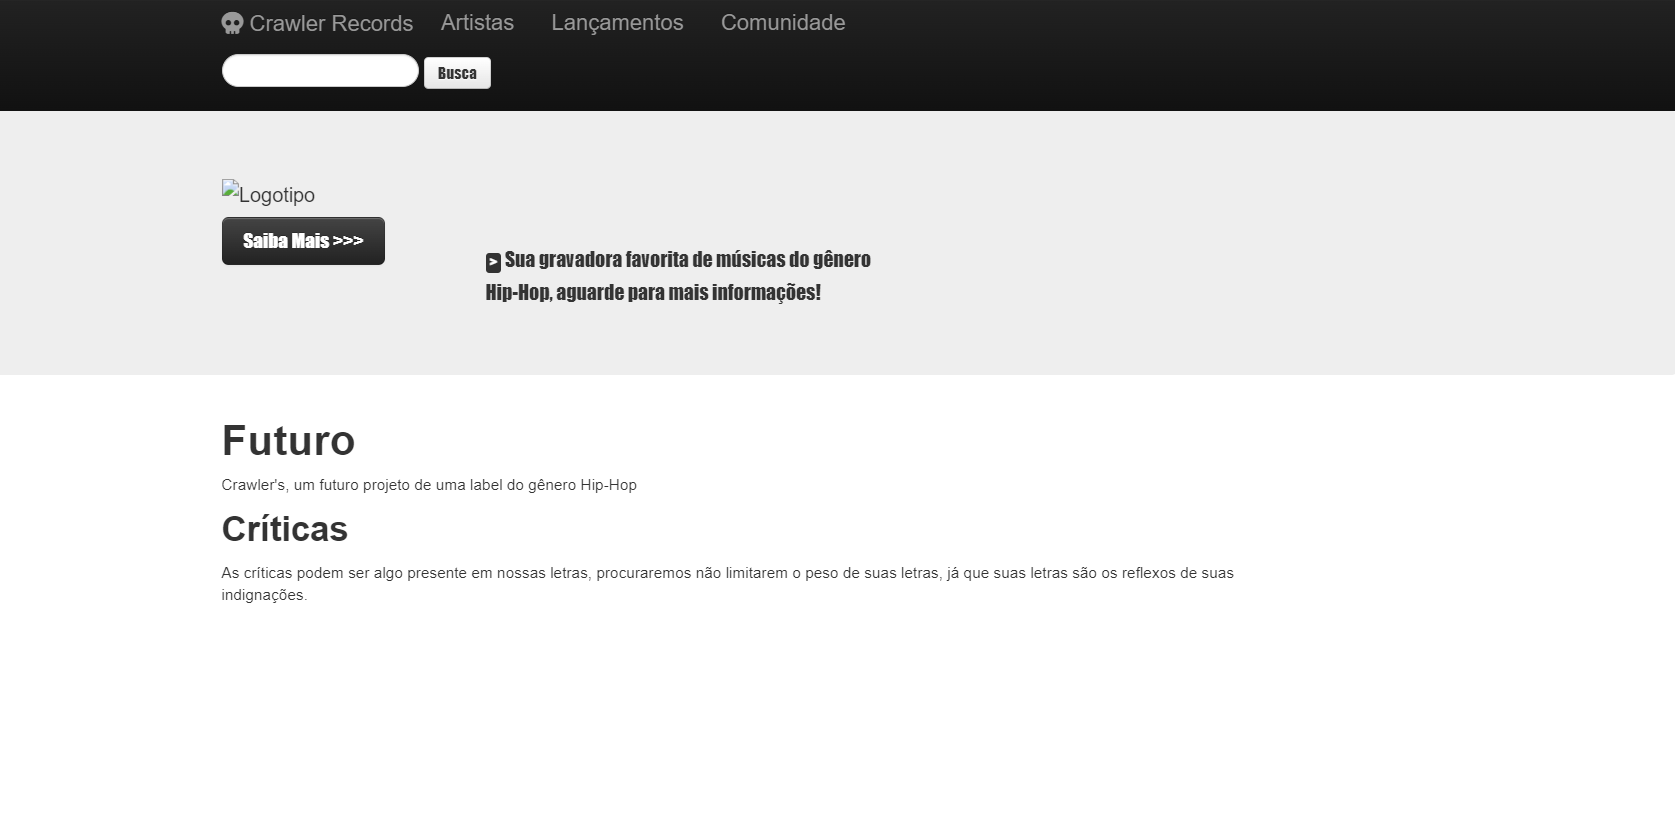 Crawler Records Artistas Lançamentos Comunidade
Busca
Logotipo
Saiba Mais >>>
> Sua gravadora favorita de músicas do gênero
Hip-Hop, aguarde para mais informações!
Futuro
Crawler's, um futuro projeto de uma label do gênero Hip-Hop
Críticas
As críticas podem ser algo presente em nossas letras, procuraremos não limitarem o peso de suas letras, já que suas letras são os reflexos de suas
indignações.